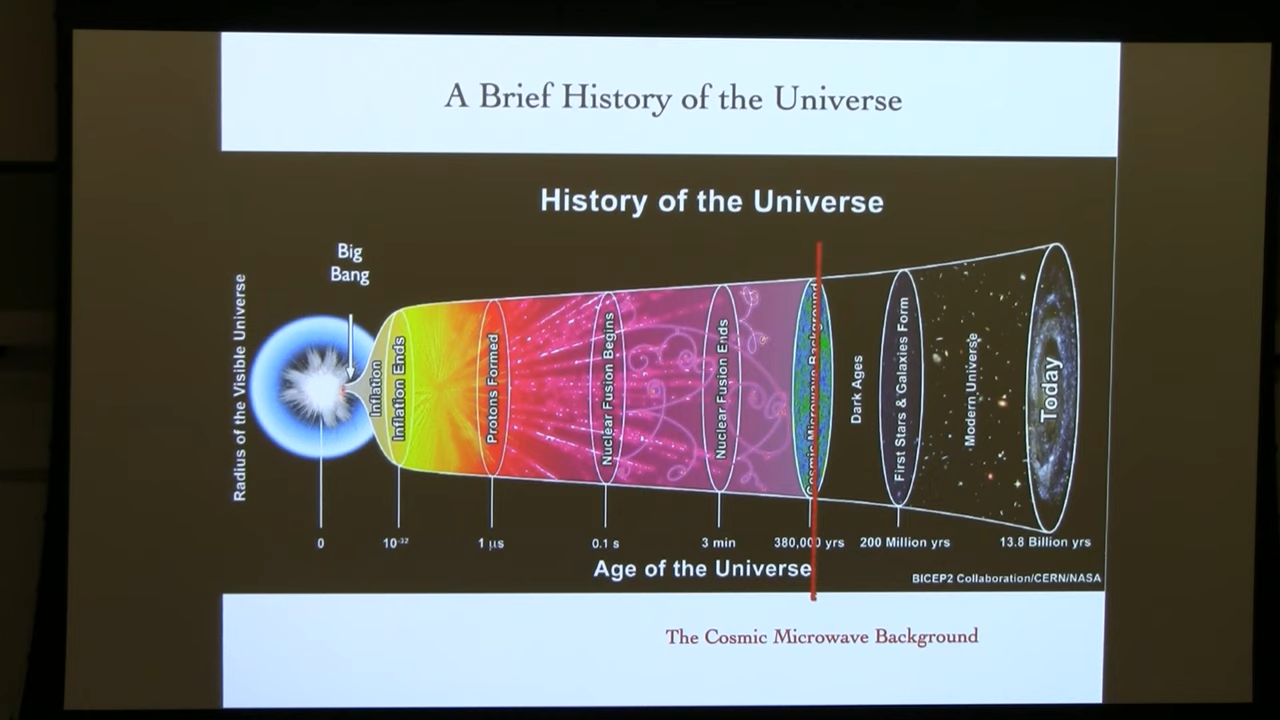 A Brief History of the Universe
History of the Universe
Big
Bang
Radius of the Visible Universe
Inflation
Inflation Ends
Protons Formed
Nuclear Fusion Begins
Nuclear Fusion Ends
Cosmic Microwave Background
Dark Ages
First Stars & Galaxies Form
Modern Universe
Today
0
10⁻³²
1 µs
0.1 s
3 min
380,000 yrs
200 Million yrs
13.8 Billion yrs
Age of the Universe
BICEP2 Collaboration/CERN/NASA
The Cosmic Microwave Background